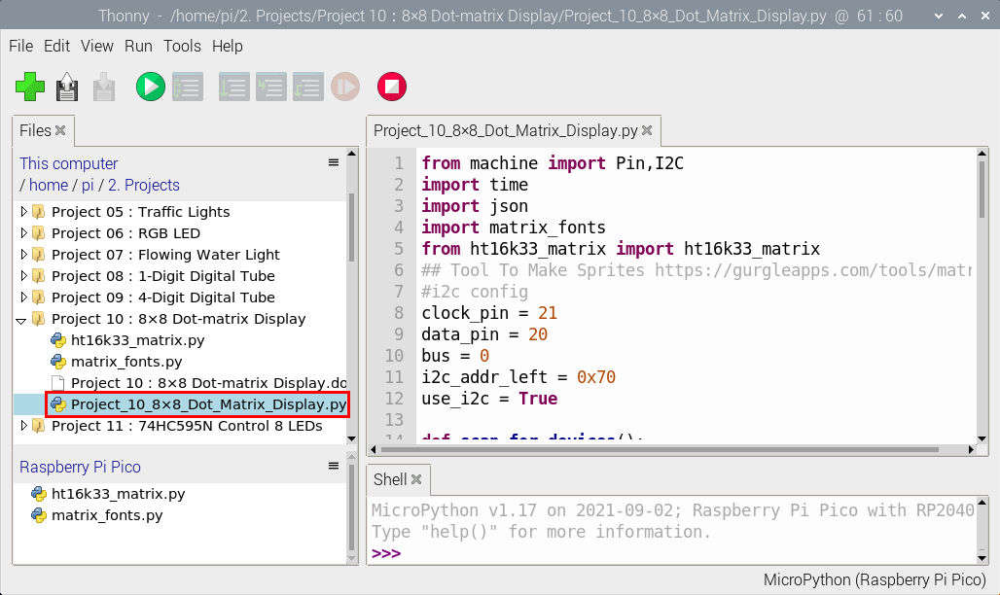 Thonny - /home/pi/2. Projects/Project 10 : 8×8 Dot-matrix Display/Project_10_8×8_Dot_Matrix_Display.py @ 61 : 60
File Edit View Run Tools Help
Files
This computer
/ home / pi / 2. Projects
Project 05 : Traffic Lights
Project 06 : RGB LED
Project 07 : Flowing Water Light
Project 08 : 1-Digit Digital Tube
Project 09 : 4-Digit Digital Tube
Project 10 : 8×8 Dot-matrix Display
ht16k33_matrix.py
matrix_fonts.py
Project 10 : 8×8 Dot-matrix Display.do
Project_10_8×8_Dot_Matrix_Display.py
Project 11 : 74HC595N Control 8 LEDs
Raspberry Pi Pico
ht16k33_matrix.py
matrix_fonts.py
Project_10_8×8_Dot_Matrix_Display.py
1 from machine import Pin,I2C
2 import time
3 import json
4 import matrix_fonts
5 from ht16k33_matrix import ht16k33_matrix
6 ## Tool To Make Sprites https://gurgleapps.com/tools/matr
7 #i2c config
8 clock_pin = 21
9 data_pin = 20
10 bus = 0
11 i2c_addr_left = 0x70
12 use_i2c = True
13
14 def scan_for_devices():
Shell
MicroPython v1.17 on 2021-09-02; Raspberry Pi Pico with RP2040
Type "help()" for more information.
>>>
MicroPython (Raspberry Pi Pico)